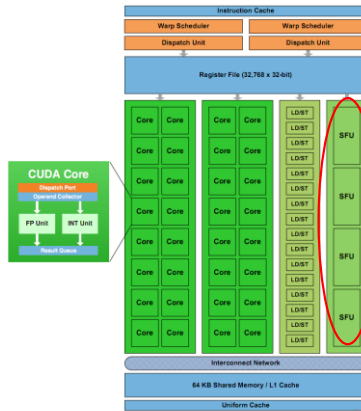 Instruction Cache
Warp Scheduler Warp Scheduler
Dispatch Unit Dispatch Unit
Register File (32,768 x 32-bit)
Core Core Core Core LD/ST SFU
LD/ST
Core Core Core Core LD/ST
LD/ST
Core Core Core Core LD/ST SFU
LD/ST
Core Core Core Core LD/ST
LD/ST
Core Core Core Core LD/ST SFU
LD/ST
Core Core Core Core LD/ST
LD/ST
Core Core Core Core LD/ST SFU
LD/ST
Core Core Core Core LD/ST
LD/ST
CUDA Core
Dispatch Port
Operand Collector
FP Unit INT Unit
Result Queue
Interconnect Network
64 KB Shared Memory / L1 Cache
Uniform Cache